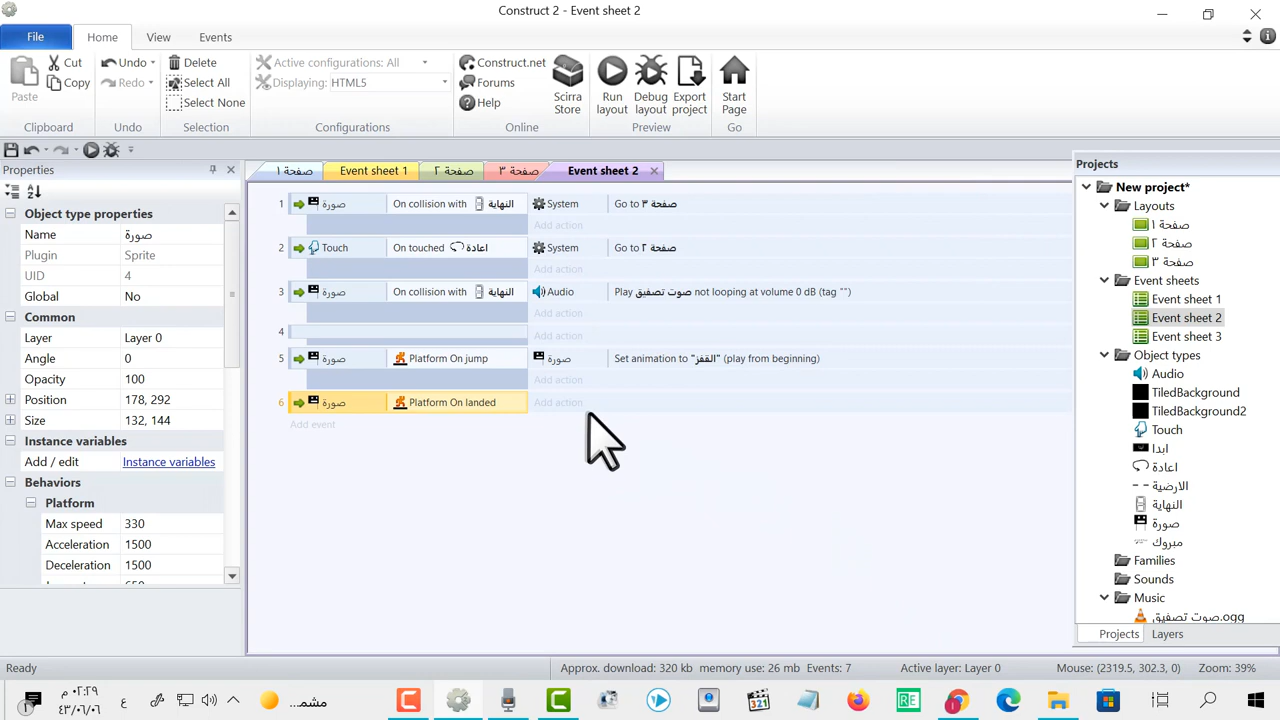 Construct 2 - Event sheet 2
File Home View Events
Paste
Cut
Copy
Clipboard
Undo
Redo
Undo
Delete
Select All
Select None
Selection
Active configurations: All
Displaying: HTML5
Configurations
Construct.net
Forums
Help
Scirra Store
Online
Run layout
Debug layout
Export project
Preview
Start Page
Go
Properties
Object type properties
Name صورة
Plugin Sprite
UID 4
Global No
Common
Layer Layer 0
Angle 0
Opacity 100
Position 178, 292
Size 132, 144
Instance variables
Add / edit Instance variables
Behaviors
Platform
Max speed 330
Acceleration 1500
Deceleration 1500
صفحة ١ Event sheet 1 صفحة ٢ صفحة ٣ Event sheet 2
1 صورة On collision with النهاية System Go to صفحة ٣
Add action
2 Touch On touched اعادة System Go to صفحة ٢
Add action
3 صورة On collision with النهاية Audio Play صوت تصفيق not looping at volume 0 dB (tag "")
Add action
4 Add action
5 صورة Platform On jump صورة Set animation to "القفز" (play from beginning)
Add action
6 صورة Platform On landed Add action
Add event
Projects
New project*
Layouts
صفحة ١
صفحة ٢
صفحة ٣
Event sheets
Event sheet 1
Event sheet 2
Event sheet 3
Object types
Audio
TiledBackground
TiledBackground2
Touch
ابدا
اعادة
الارضية
النهاية
صورة
مبروك
Families
Sounds
Music
صوت تصفيق.ogg
Projects Layers
Ready Approx. download: 320 kb memory use: 26 mb Events: 7 Active layer: Layer 0 Mouse: (2319.5, 302.3, 0) Zoom: 39%
٠٢:٢٩ م
٤٣/٠٦/٠٦
ع
مشمـ...
321
RE